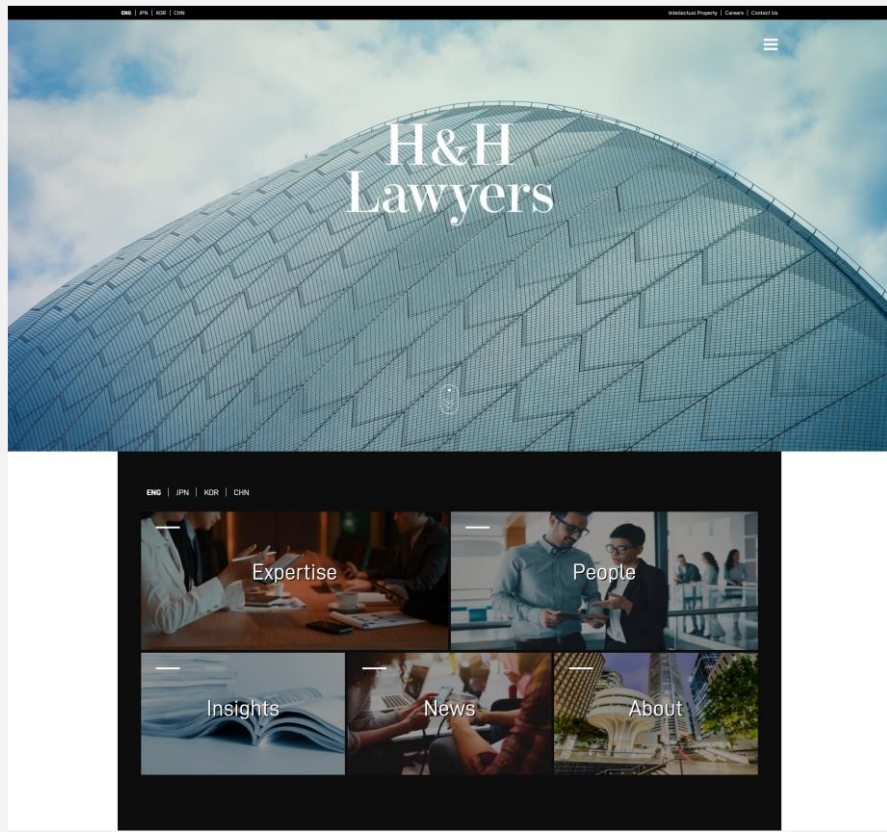 ENG | JPN | KOR | CHN
Intellectual Property | Careers | Contact Us
H&H
Lawyers
ENG | JPN | KOR | CHN
Expertise
People
Insights
News
About